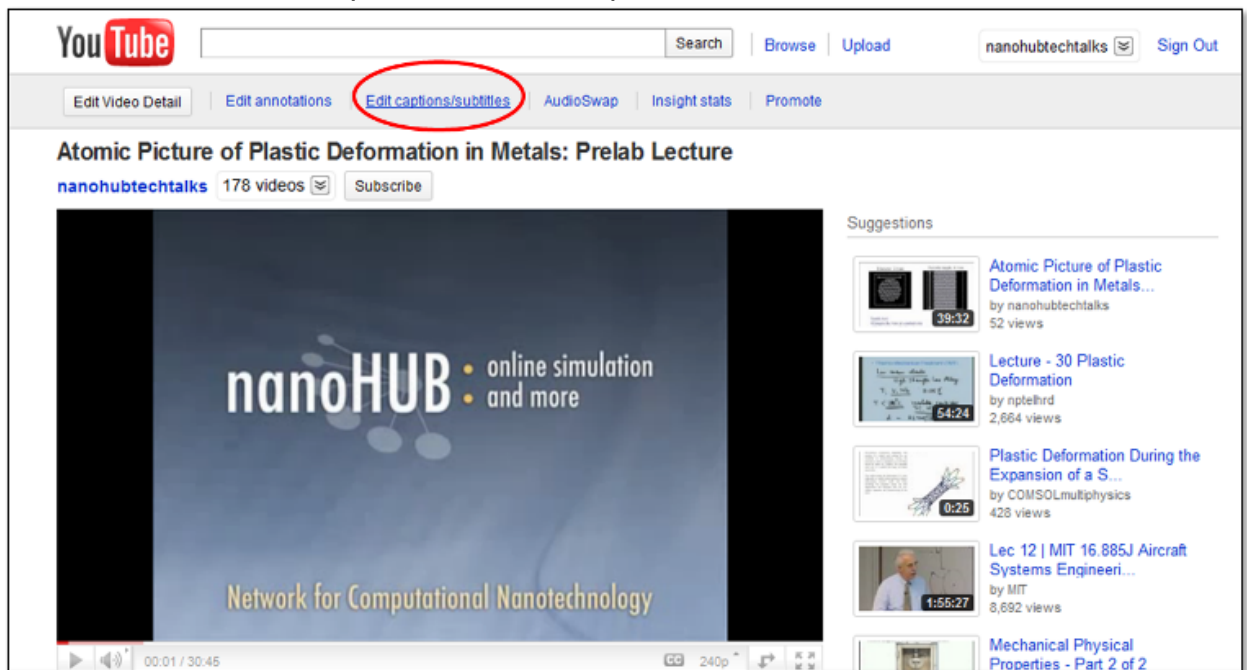 You Tube Search Browse Upload nanohubtechtalks Sign Out
Edit Video Detail Edit annotations Edit captions/subtitles AudioSwap Insight stats Promote
Atomic Picture of Plastic Deformation in Metals: Prelab Lecture
nanohubtechtalks 178 videos Subscribe
nanoHUB: online simulation
and more
Network for Computational Nanotechnology
00:01 / 30:45 CC 240p
Suggestions
Atomic Picture of Plastic
Deformation in Metals...
by nanohubtechtalks
39:32
52 views
Lecture - 30 Plastic
Deformation
by nptelhrd
54:24
2,664 views
Plastic Deformation During the
Expansion of a S...
by COMSOLmultiphysics
0:25
428 views
Lec 12 | MIT 16.885J Aircraft
Systems Engineeri...
by MIT
1:55:27
8,692 views
Mechanical Physical
Properties - Part 2 of 2